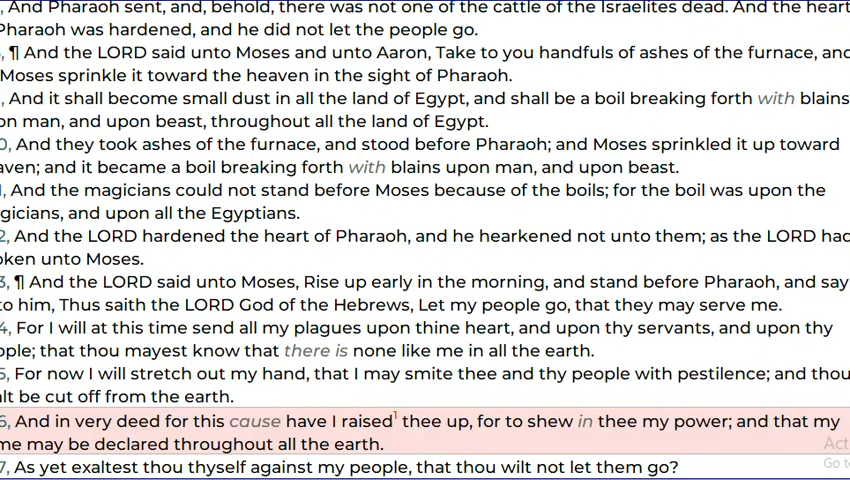 , And Pharaoh sent, and, behold, there was not one of the cattle of the Israelites dead. And the heart
Pharaoh was hardened, and he did not let the people go.
, ¶ And the LORD said unto Moses and unto Aaron, Take to you handfuls of ashes of the furnace, and
Moses sprinkle it toward the heaven in the sight of Pharaoh.
, And it shall become small dust in all the land of Egypt, and shall be a boil breaking forth with blains
on man, and upon beast, throughout all the land of Egypt.
0, And they took ashes of the furnace, and stood before Pharaoh; and Moses sprinkled it up toward
aven; and it became a boil breaking forth with blains upon man, and upon beast.
1, And the magicians could not stand before Moses because of the boils; for the boil was upon the
gicians, and upon all the Egyptians.
2, And the LORD hardened the heart of Pharaoh, and he hearkened not unto them; as the LORD had
oken unto Moses.
3, ¶ And the LORD said unto Moses, Rise up early in the morning, and stand before Pharaoh, and say
to him, Thus saith the LORD God of the Hebrews, Let my people go, that they may serve me.
4, For I will at this time send all my plagues upon thine heart, and upon thy servants, and upon thy
ople; that thou mayest know that there is none like me in all the earth.
5, For now I will stretch out my hand, that I may smite thee and thy people with pestilence; and thou
alt be cut off from the earth.
6, And in very deed for this cause have I raised¹ thee up, for to shew in thee my power; and that my
me may be declared throughout all the earth.
7, As yet exaltest thou thyself against my people, that thou wilt not let them go?
Act
Go to